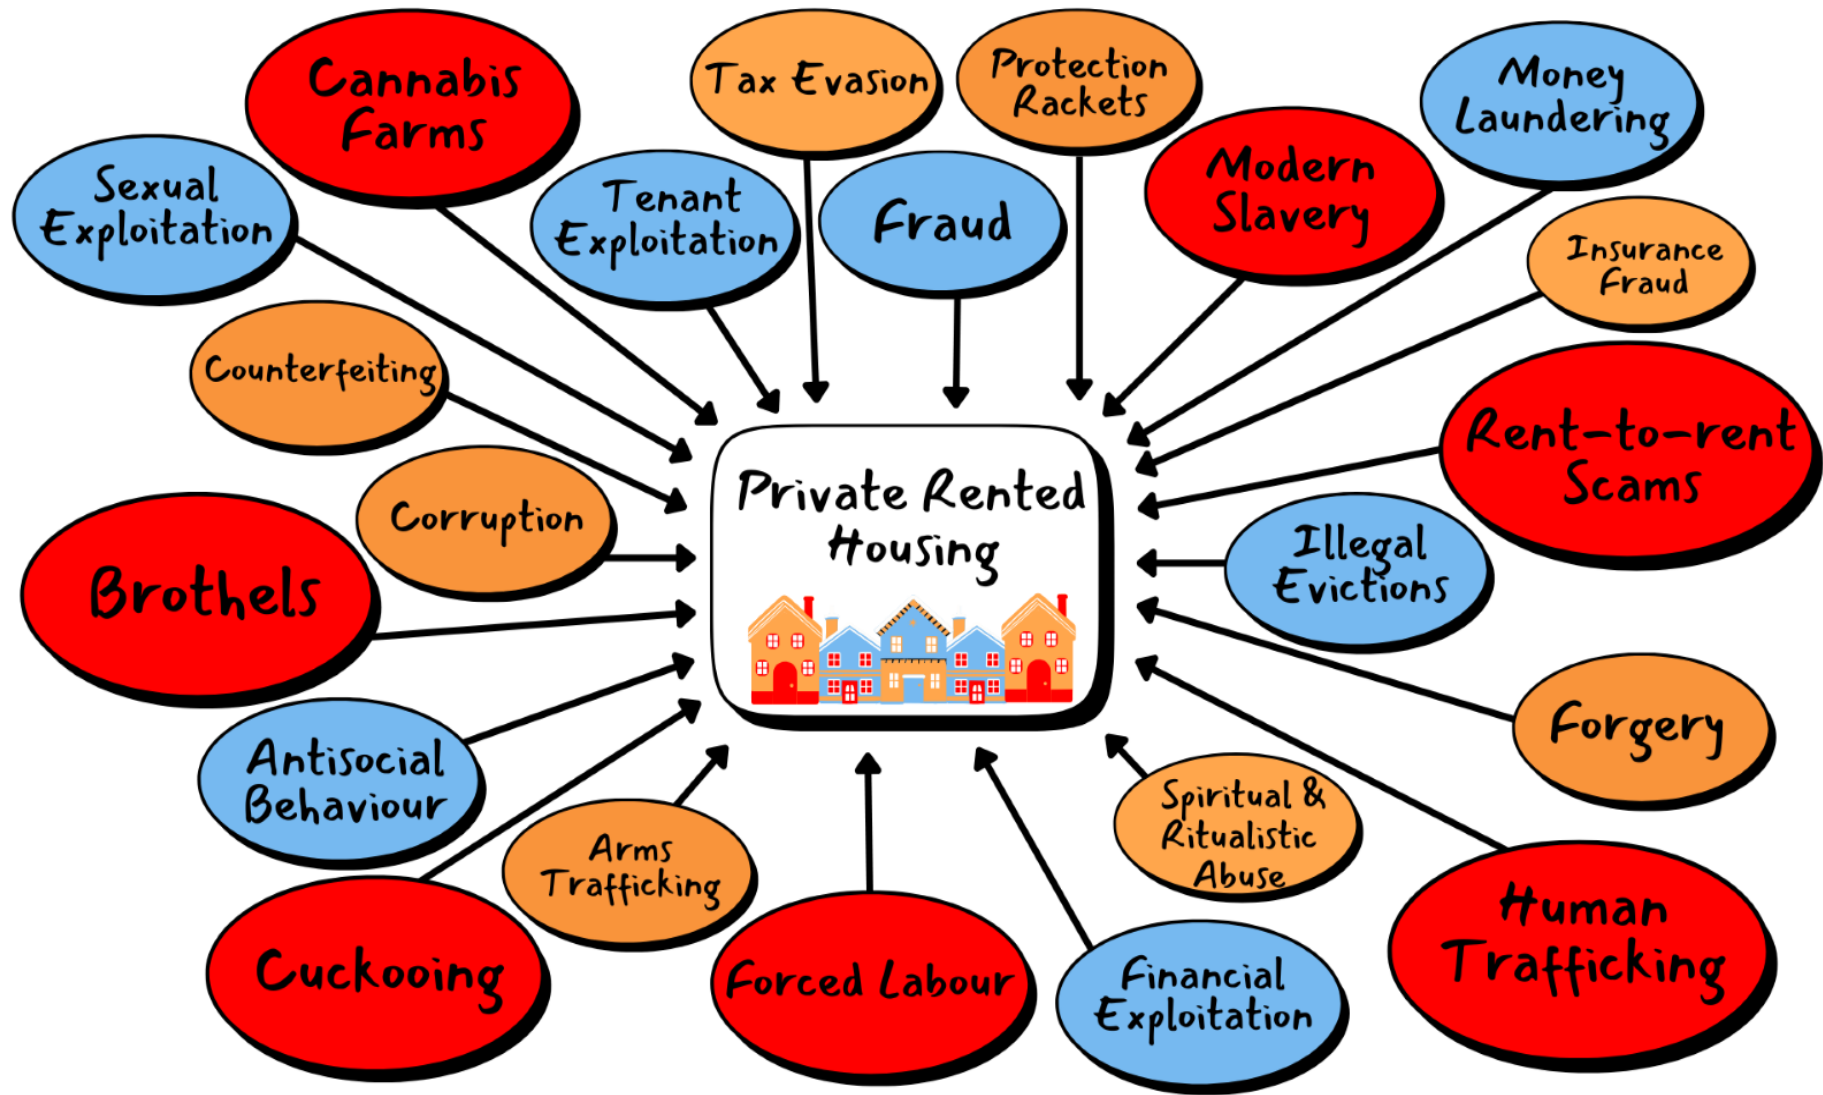 Cannabis
Farms
Tax Evasion
Protection
Rackets
Money
Laundering
Sexual
Exploitation
Tenant
Exploitation
Fraud
Modern
Slavery
Insurance
Fraud
Counterfeiting
Rent-to-rent
Scams
Corruption
Private Rented
Housing
Illegal
Evictions
Brothels
Forgery
Antisocial
Behaviour
Arms
Trafficking
Spiritual &
Ritualistic
Abuse
Cuckooing
Forced Labour
Financial
Exploitation
Human
Trafficking